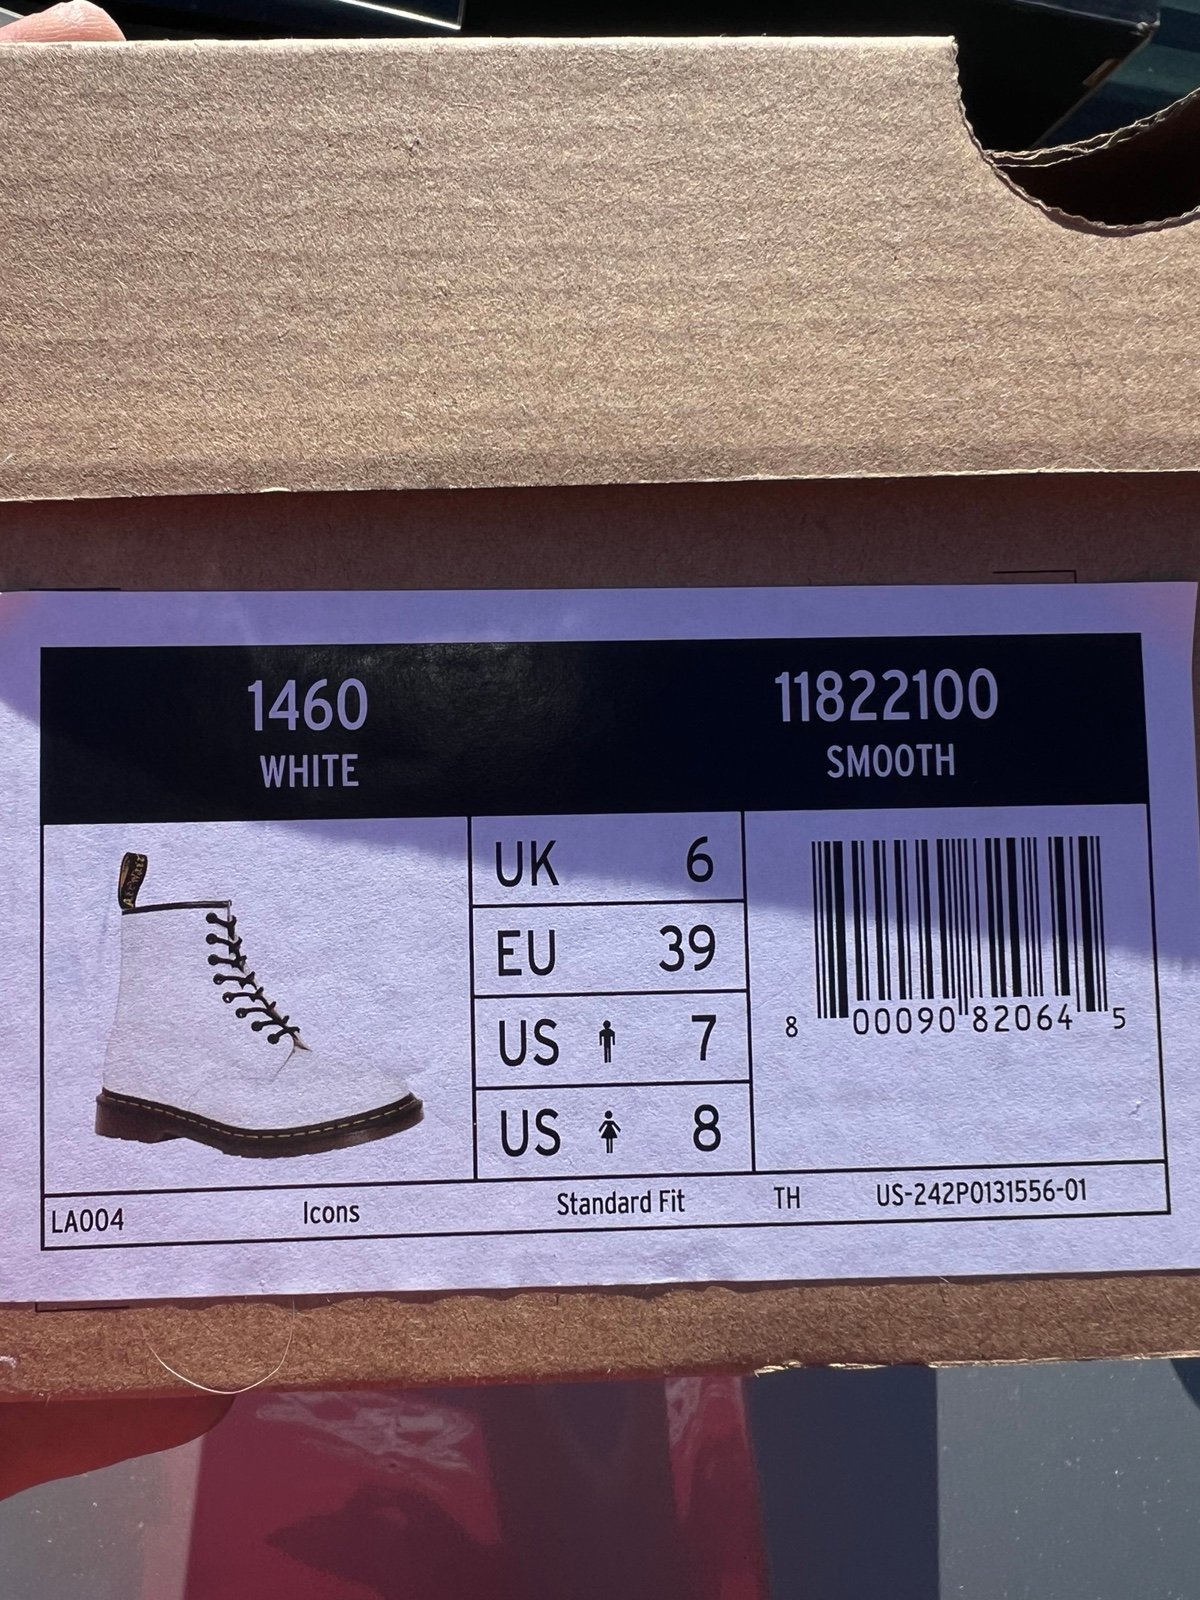 1460
WHITE
11822100
SMOOTH
UK 6
EU 39
US 7
US 8
8 00090 82064 5
LA004 Icons Standard Fit TH US-242P0131556-01